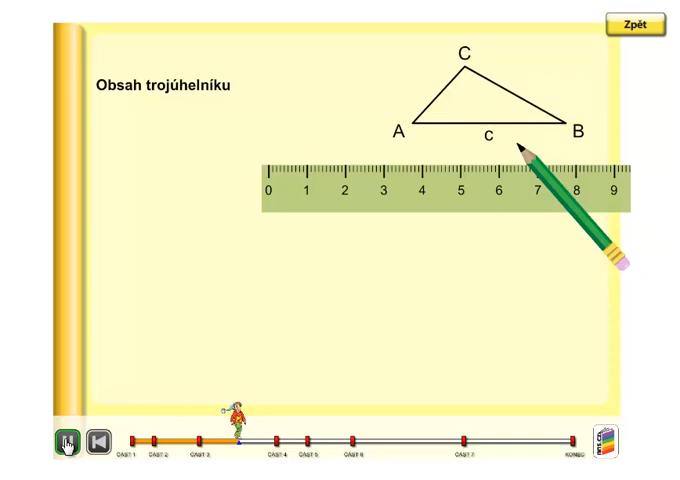 Zpět
C
Obsah trojúhelníku
A
B
c
0 1 2 3 4 5 6 7 8 9
ČÁST 1 ČÁST 2 ČÁST 3 ČÁST 4 ČÁST 5 ČÁST 6 ČÁST 7 KONEC